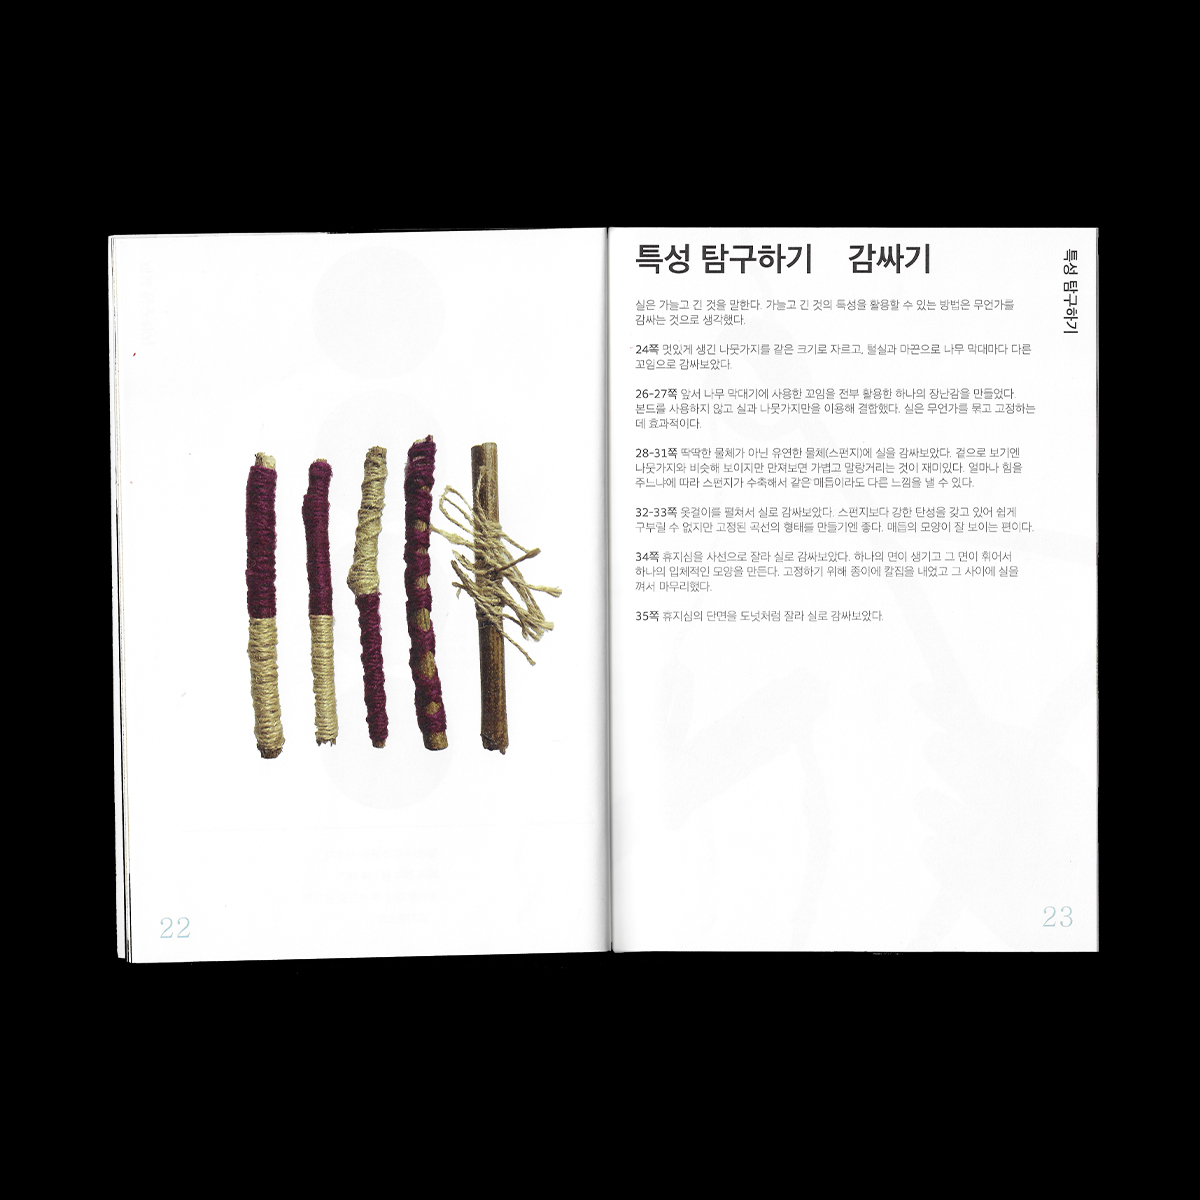 특성 탐구하기 감싸기
특성 탐구하기
실은 가늘고 긴 것을 말한다. 가늘고 긴 것의 특성을 활용할 수 있는 방법은 무언가를
감싸는 것으로 생각했다.
24쪽 멋있게 생긴 나뭇가지를 같은 크기로 자르고, 털실과 마끈으로 나무 막대마다 다른
꼬임으로 감싸보았다.
26-27쪽 앞서 나무 막대기에 사용한 꼬임을 전부 활용한 하나의 장난감을 만들었다.
본드를 사용하지 않고 실과 나뭇가지만을 이용해 결합했다. 실은 무언가를 묶고 고정하는
데 효과적이다.
28-31쪽 딱딱한 물체가 아닌 유연한 물체(스펀지)에 실을 감싸보았다. 겉으로 보기엔
나뭇가지와 비슷해 보이지만 만져보면 가볍고 말랑거리는 것이 재미있다. 얼마나 힘을
주느냐에 따라 스펀지가 수축해서 같은 매듭이라도 다른 느낌을 낼 수 있다.
32-33쪽 옷걸이를 펼쳐서 실로 감싸보았다. 스펀지보다 강한 탄성을 갖고 있어 쉽게
구부릴 수 없지만 고정된 곡선의 형태를 만들기엔 좋다. 매듭의 모양이 잘 보이는 편이다.
34쪽 휴지심을 사선으로 잘라 실로 감싸보았다. 하나의 면이 생기고 그 면이 휘어서
하나의 입체적인 모양을 만든다. 고정하기 위해 종이에 칼집을 내었고 그 사이에 실을
껴서 마무리했다.
35쪽 휴지심의 단면을 도넛처럼 잘라 실로 감싸보았다.
22
23